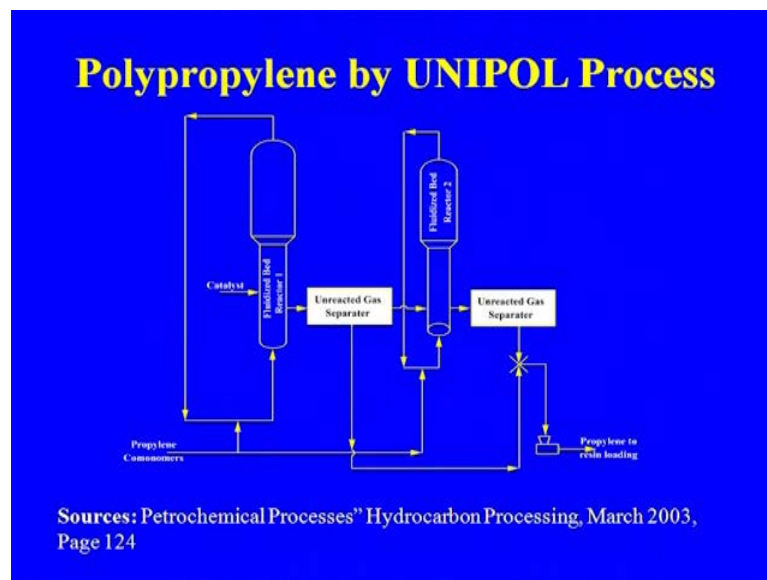 Polypropylene by UNIPOL Process
Fluidized Bed
Reactor 1
Fluidized Bed
Reactor 2
Catalyst
Unreacted Gas
Separater
Unreacted Gas
Separater
Propylene
Comonomers
Propylene to
resin loading
Sources: Petrochemical Processes” Hydrocarbon Processing, March 2003,
Page 124